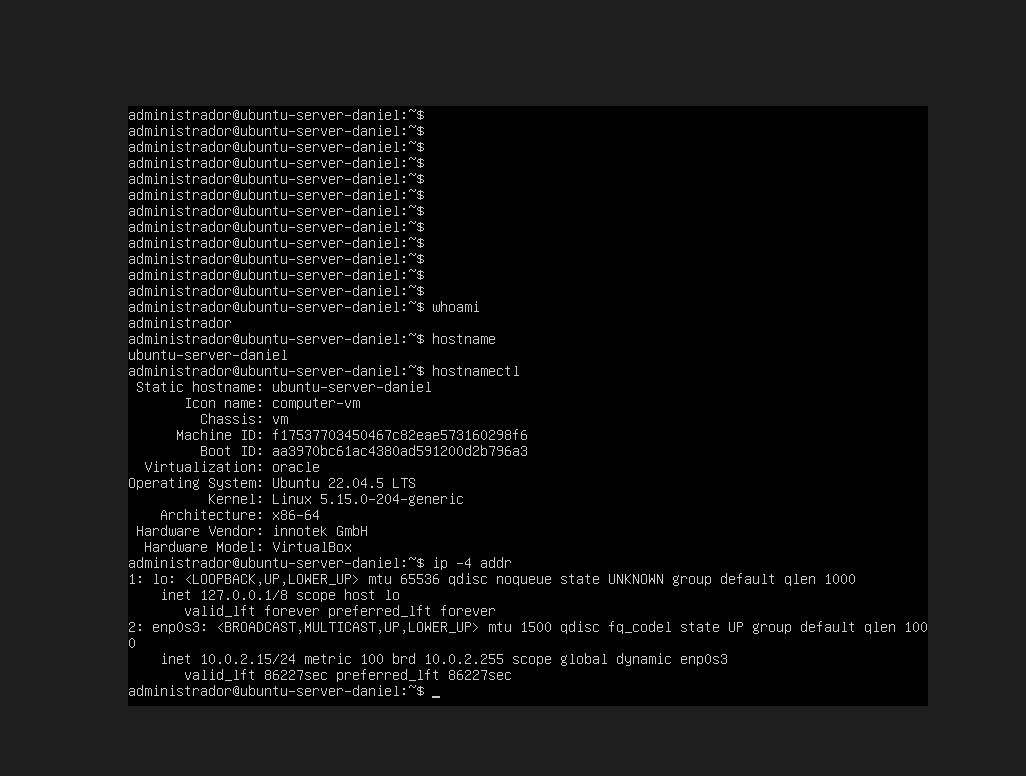 administrador@ubuntu-server-daniel:~$
administrador@ubuntu-server-daniel:~$
administrador@ubuntu-server-daniel:~$
administrador@ubuntu-server-daniel:~$
administrador@ubuntu-server-daniel:~$
administrador@ubuntu-server-daniel:~$
administrador@ubuntu-server-daniel:~$
administrador@ubuntu-server-daniel:~$
administrador@ubuntu-server-daniel:~$
administrador@ubuntu-server-daniel:~$
administrador@ubuntu-server-daniel:~$
administrador@ubuntu-server-daniel:~$
administrador@ubuntu-server-daniel:~$ whoami
administrador
administrador@ubuntu-server-daniel:~$ hostname
ubuntu-server-daniel
administrador@ubuntu-server-daniel:~$ hostnamectl
 Static hostname: ubuntu-server-daniel
       Icon name: computer-vm
         Chassis: vm
      Machine ID: f17537703450467c82eae573160298f6
         Boot ID: aa3970bc61ac4380ad591200d2b796a3
  Virtualization: oracle
Operating System: Ubuntu 22.04.5 LTS
          Kernel: Linux 5.15.0-204-generic
    Architecture: x86-64
 Hardware Vendor: innotek GmbH
  Hardware Model: VirtualBox
administrador@ubuntu-server-daniel:~$ ip -4 addr
1: lo: <LOOPBACK,UP,LOWER_UP> mtu 65536 qdisc noqueue state UNKNOWN group default qlen 1000
    inet 127.0.0.1/8 scope host lo
       valid_lft forever preferred_lft forever
2: enp0s3: <BROADCAST,MULTICAST,UP,LOWER_UP> mtu 1500 qdisc fq_codel state UP group default qlen 100
0
    inet 10.0.2.15/24 metric 100 brd 10.0.2.255 scope global dynamic enp0s3
       valid_lft 86227sec preferred_lft 86227sec
administrador@ubuntu-server-daniel:~$ _